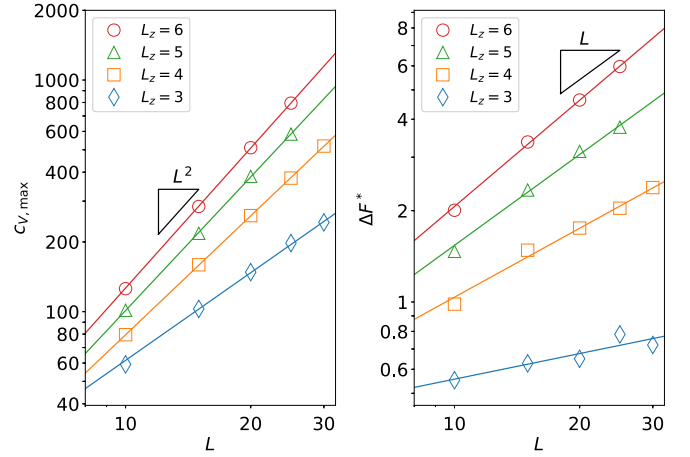 2000
1000
800
600
400
200
100
80
60
40
10
20
30
L
c_{V,max}
L_z = 6
L_z = 5
L_z = 4
L_z = 3
L^2
8
6
4
2
1
0.8
0.6
10
20
30
L
ΔF^*
L_z = 6
L_z = 5
L_z = 4
L_z = 3
L